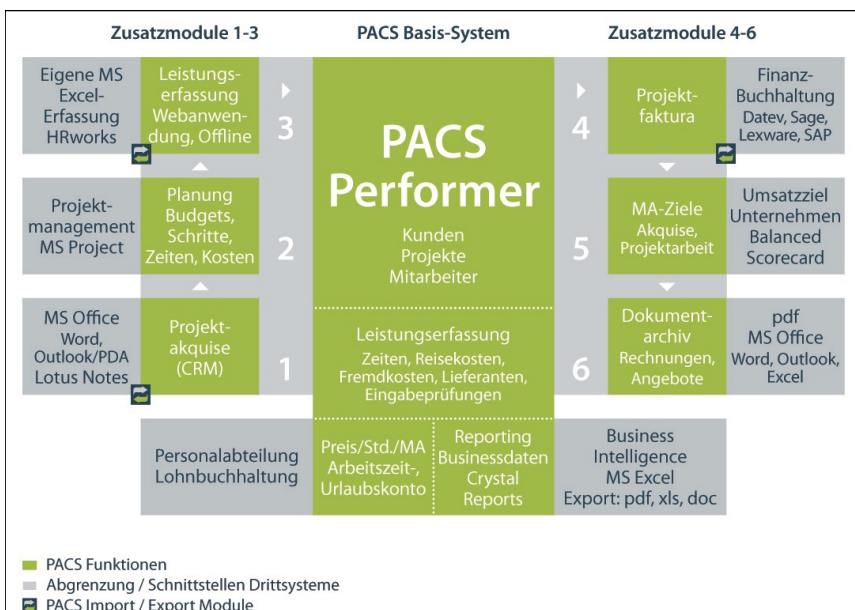 Zusatzmodule 1-3
PACS Basis-System
Zusatzmodule 4-6
Eigene MS
Excel-
Erfassung
HRworks
Leistungs-
erfassung
Webanwen-
dung, Offline
3
Projekt-
management
MS Project
Planung
Budgets,
Schritte,
Zeiten, Kosten
2
MS Office
Word,
Outlook/PDA
Lotus Notes
Projekt-
akquise
(CRM)
1
PACS
Performer
Kunden
Projekte
Mitarbeiter
Leistungserfassung
Zeiten, Reisekosten,
Fremdkosten, Lieferanten,
Eingabeprüfungen
4
Projekt-
faktura
Finanz-
Buchhaltung
Datev, Sage,
Lexware, SAP
5
MA-Ziele
Akquise,
Projektarbeit
Umsatzziel
Unternehmen
Balanced
Scorecard
6
Dokument-
archiv
Rechnungen,
Angebote
pdf
MS Office
Word, Outlook,
Excel
Personalabteilung
Lohnbuchhaltung
Preis/Std./MA
Arbeitszeit-,
Urlaubskonto
Reporting
Businessdaten
Crystal
Reports
Business
Intelligence
MS Excel
Export: pdf, xls, doc
PACS Funktionen
Abgrenzung / Schnittstellen Drittsysteme
PACS Import / Export Module